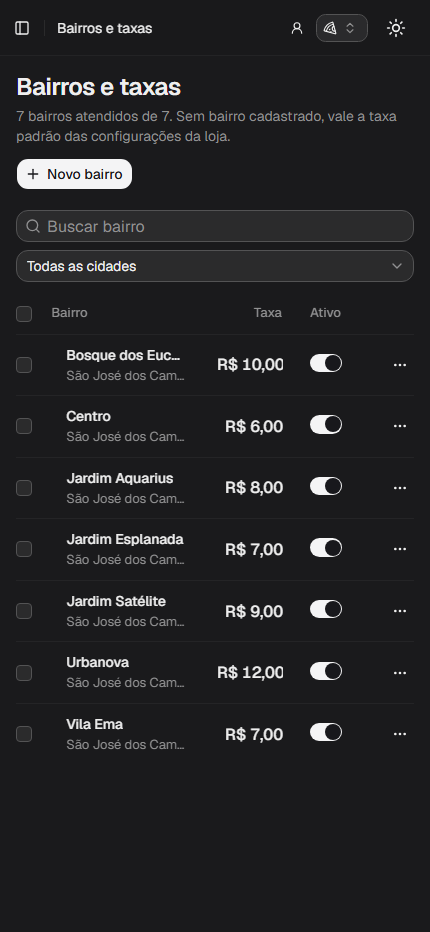 Bairros e taxas
Bairros e taxas
7 bairros atendidos de 7. Sem bairro cadastrado, vale a taxa
padrão das configurações da loja.
Novo bairro
Buscar bairro
Todas as cidades
Bairro Taxa Ativo
Bosque dos Euc...
R$ 10,00
São José dos Cam...
Centro
R$ 6,00
São José dos Cam...
Jardim Aquarius
R$ 8,00
São José dos Cam...
Jardim Esplanada
R$ 7,00
São José dos Cam...
Jardim Satélite
R$ 9,00
São José dos Cam...
Urbanova
R$ 12,00
São José dos Cam...
Vila Ema
R$ 7,00
São José dos Cam...